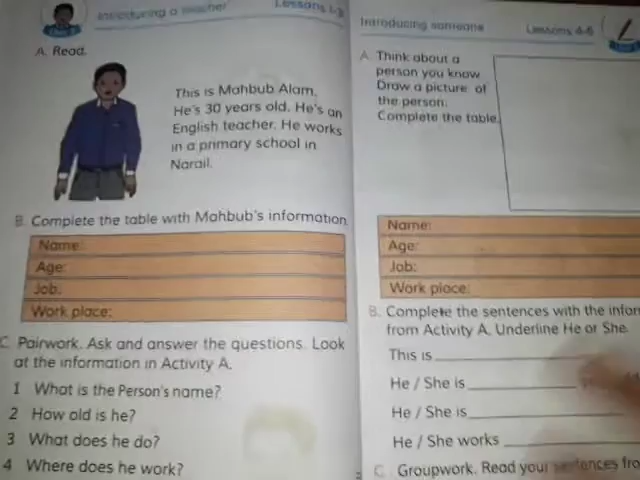 Introducing a teacher
Lessons 1-3
A. Read.
This is Mahbub Alam.
He's 30 years old. He's an
English teacher. He works
in a primary school in
Narail.
B. Complete the table with Mahbub's information.
Name:
Age:
Job:
Work place:
C. Pairwork. Ask and answer the questions. Look
at the information in Activity A.
1 What is the Person's name?
2 How old is he?
3 What does he do?
4 Where does he work?
Introducing someone
Lessons 4-6
A. Think about a
person you know.
Draw a picture of
the person.
Complete the table.
Name:
Age:
Job:
Work place:
B. Complete the sentences with the infor
from Activity A. Underline He or She.
This is
He / She is
He / She is
He / She works
C. Groupwork. Read your sentences fro